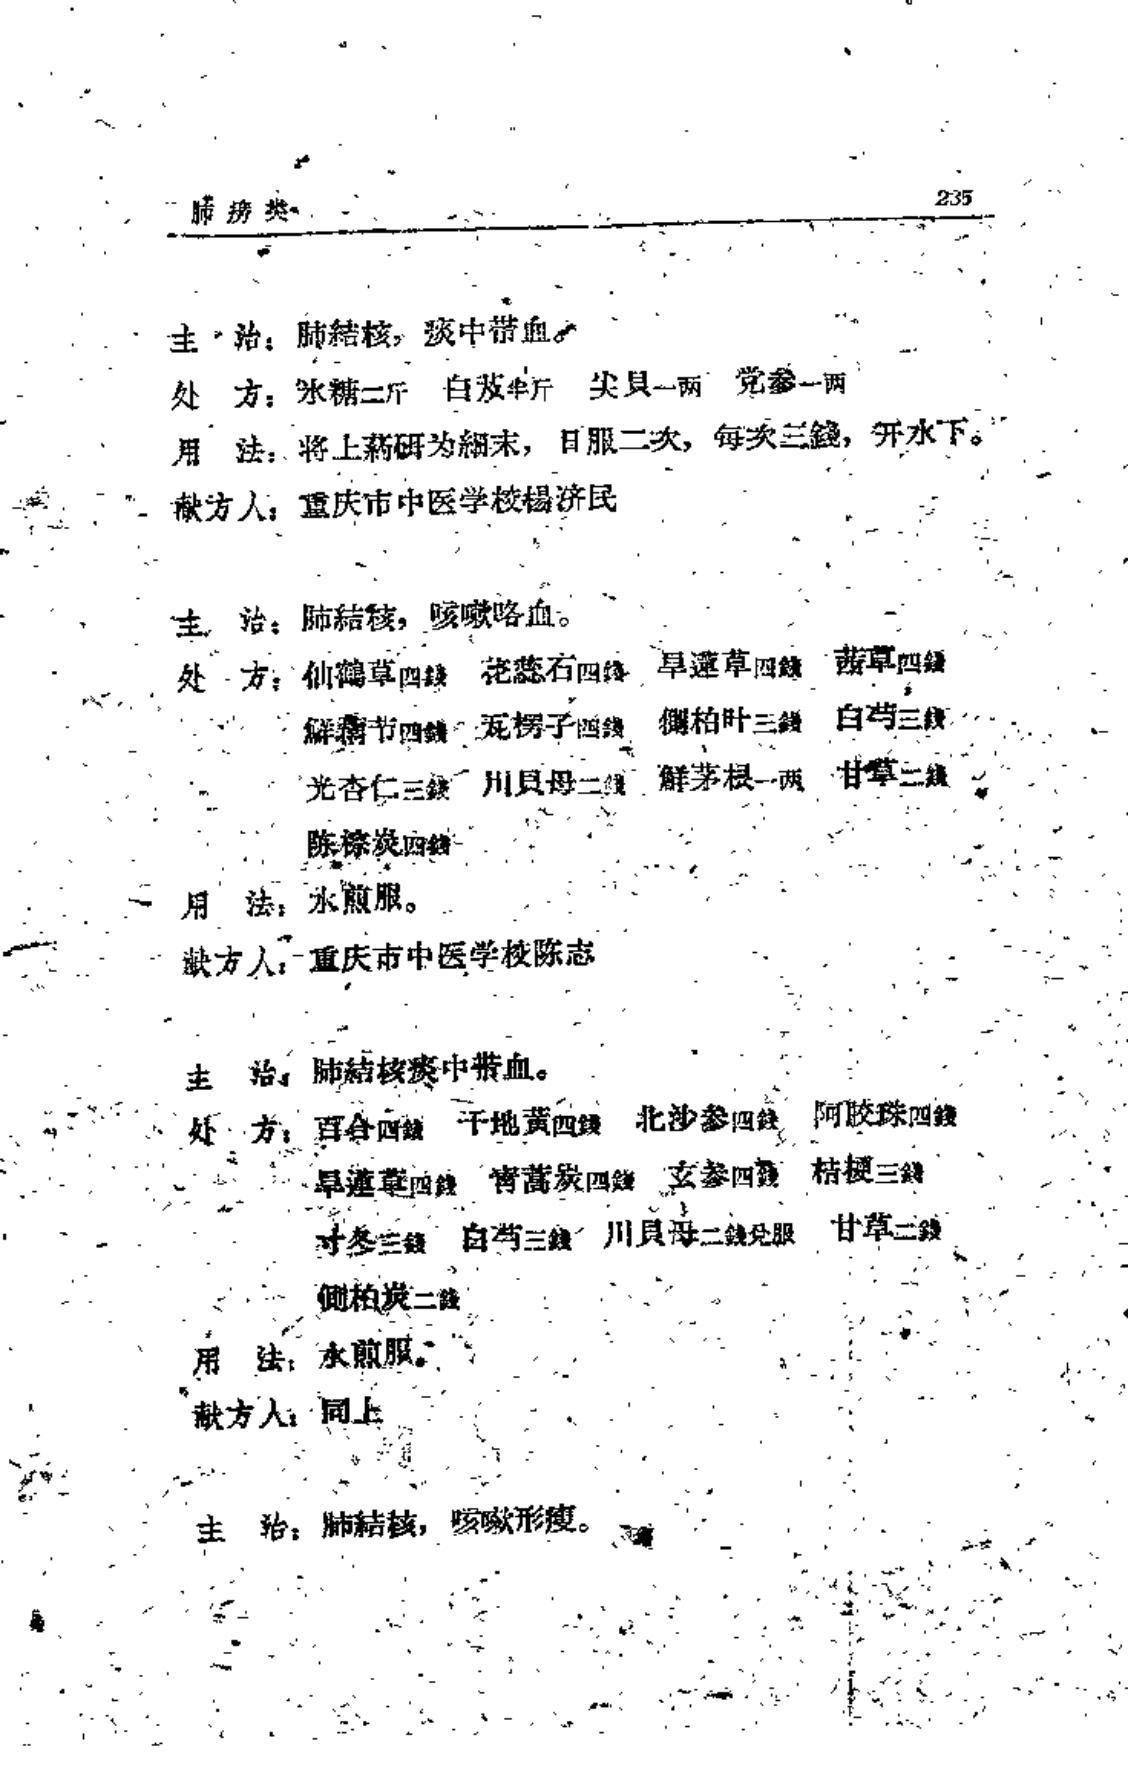 肺痨类 235
主 治：肺結核，痰中带血。
处 方：冰糖二斤 白芨半斤 尖貝一两 党参一两
用 法：将上葯研为細末，日服二次，每次三錢，开水下。
献方人：重庆市中医学校楊济民
主 治：肺結核，咳嗽咯血。
处 方：仙鶴草四錢 花蕊石四錢 旱蓮草四錢 茜草四錢
鮮藕节四錢 瓦楞子四錢 側柏叶三錢 白芍三錢
光杏仁三錢 川貝母二錢 鮮茅根一两 甘草二錢
陈棕炭四錢
用 法：水煎服。
献方人：重庆市中医学校陈志
主 治：肺結核痰中带血。
处 方：百合四錢 干地黃四錢 北沙参四錢 阿胶珠四錢
旱蓮草四錢 青蒿炭四錢 玄参四錢 桔梗三錢
寸冬三錢 白芍三錢 川貝母二錢兌服 甘草二錢
側柏炭二錢
用 法：水煎服。
献方人：同上
主 治：肺結核，咳嗽形瘦。